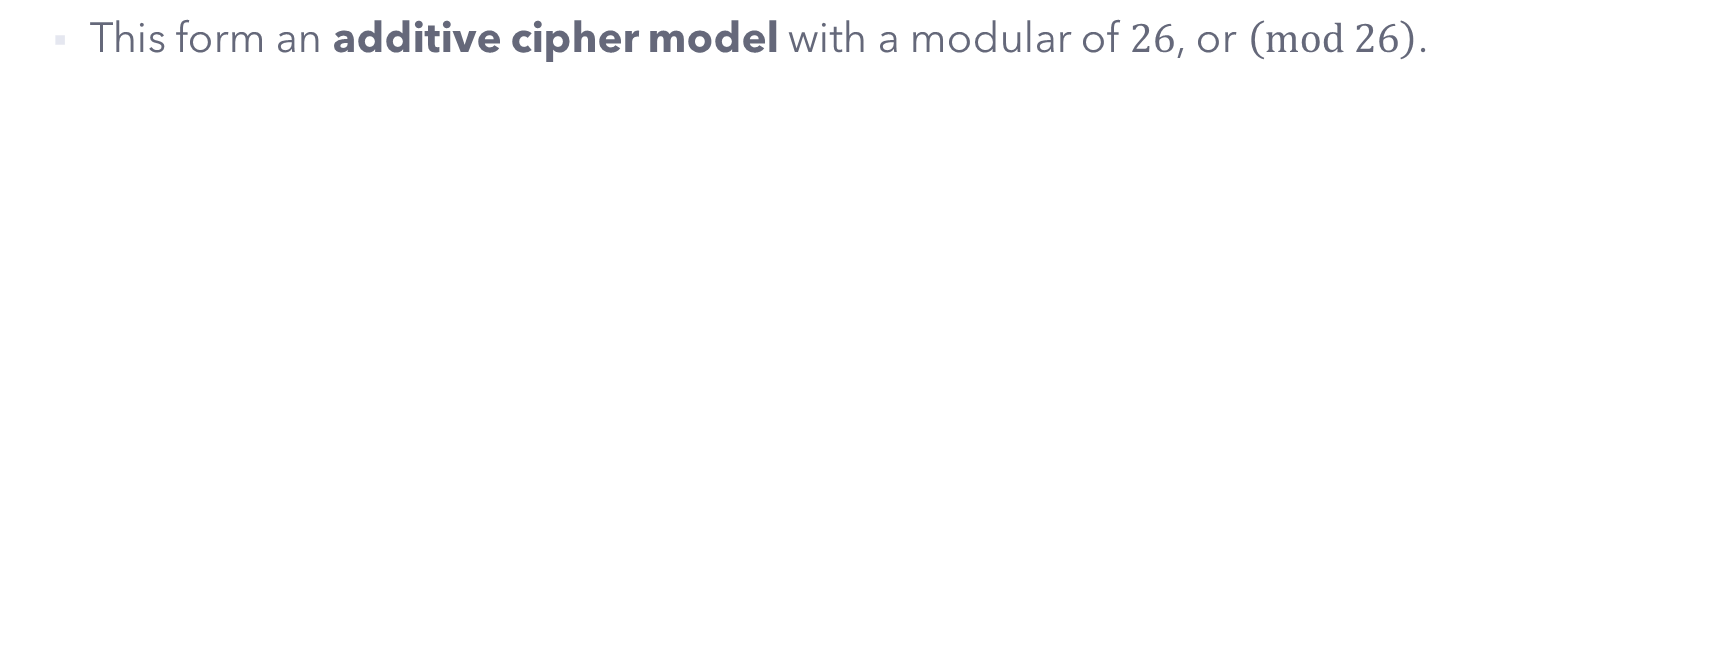 ▪ This form an additive cipher model with a modular of 26, or (mod 26).